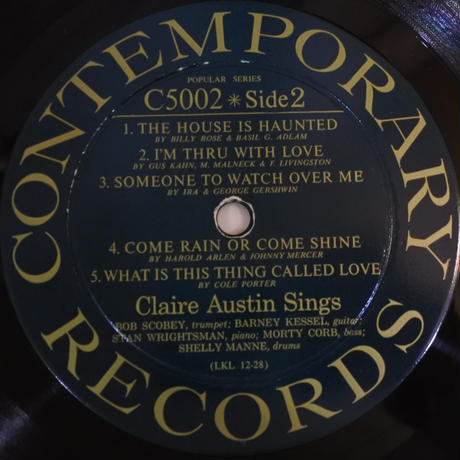 CONTEMPORARY
POPULAR SERIES
C5002 * Side 2
1. THE HOUSE IS HAUNTED
BY BILLY ROSE & BASIL G. ADLAM
2. I'M THRU WITH LOVE
BY GUS KAHN, M. MALNECK & F. LIVINGSTON
3. SOMEONE TO WATCH OVER ME
BY IRA & GEORGE GERSHWIN
4. COME RAIN OR COME SHINE
BY HAROLD ARLEN & JOHNNY MERCER
5. WHAT IS THIS THING CALLED LOVE
BY COLE PORTER
Claire Austin Sings
BOB SCOBEY, trumpet; BARNEY KESSEL, guitar;
STAN WRIGHTSMAN, piano; MORTY CORB, bass;
SHELLY MANNE, drums
(LKL 12-28)
RECORDS